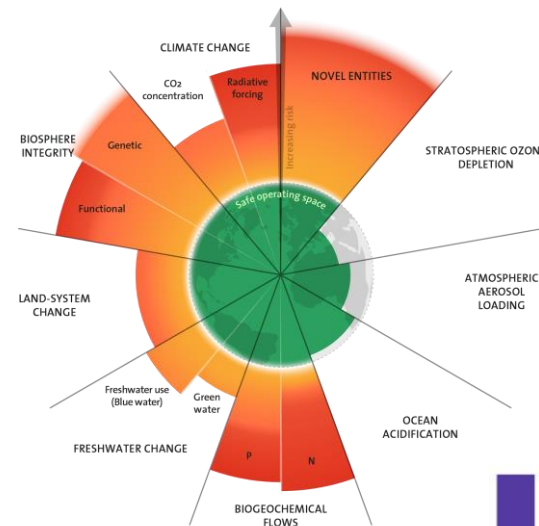 CLIMATE CHANGE
CO2
concentration
Radiative
forcing
NOVEL ENTITIES
Increasing risk
STRATOSPHERIC OZON
DEPLETION
BIOSPHERE
INTEGRITY
Genetic
Functional
Safe operating space
ATMOSPHERIC
AEROSOL
LOADING
LAND-SYSTEM
CHANGE
Freshwater use
(Blue water)
Green
water
FRESHWATER CHANGE
P
N
OCEAN
ACIDIFICATION
BIOGEOCHEMICAL
FLOWS